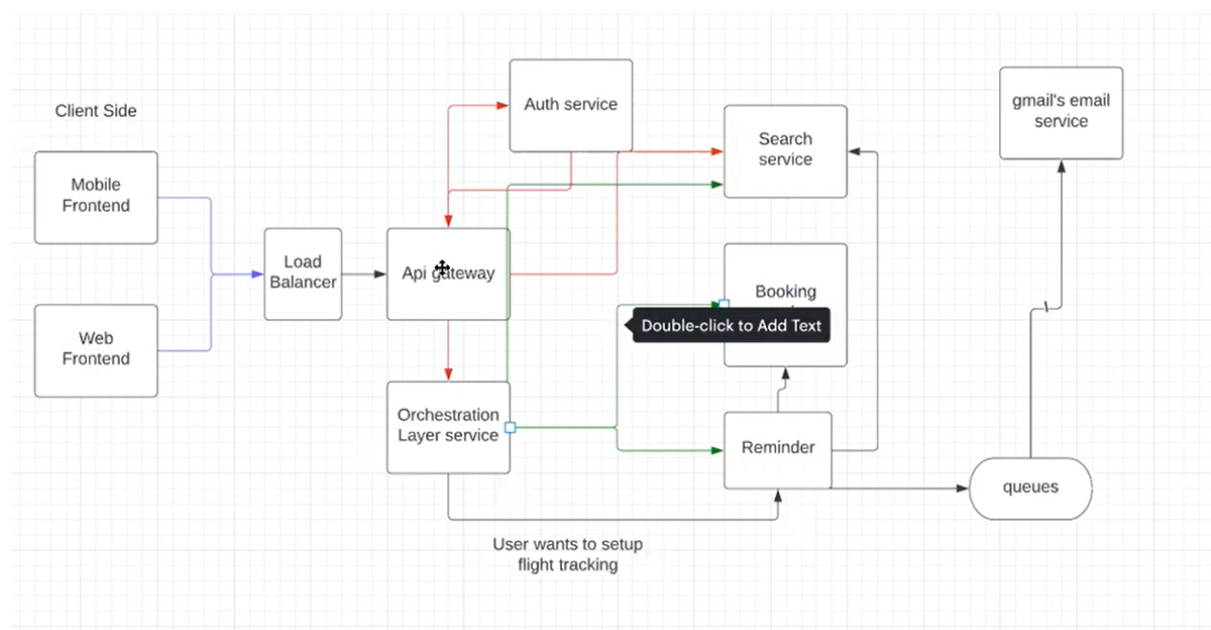 Client Side
Mobile
Frontend
Web
Frontend
Load
Balancer
Auth service
Api gateway
Orchestration
Layer service
Search
service
Booking
Double-click to Add Text
Reminder
queues
gmail's email
service
User wants to setup
flight tracking